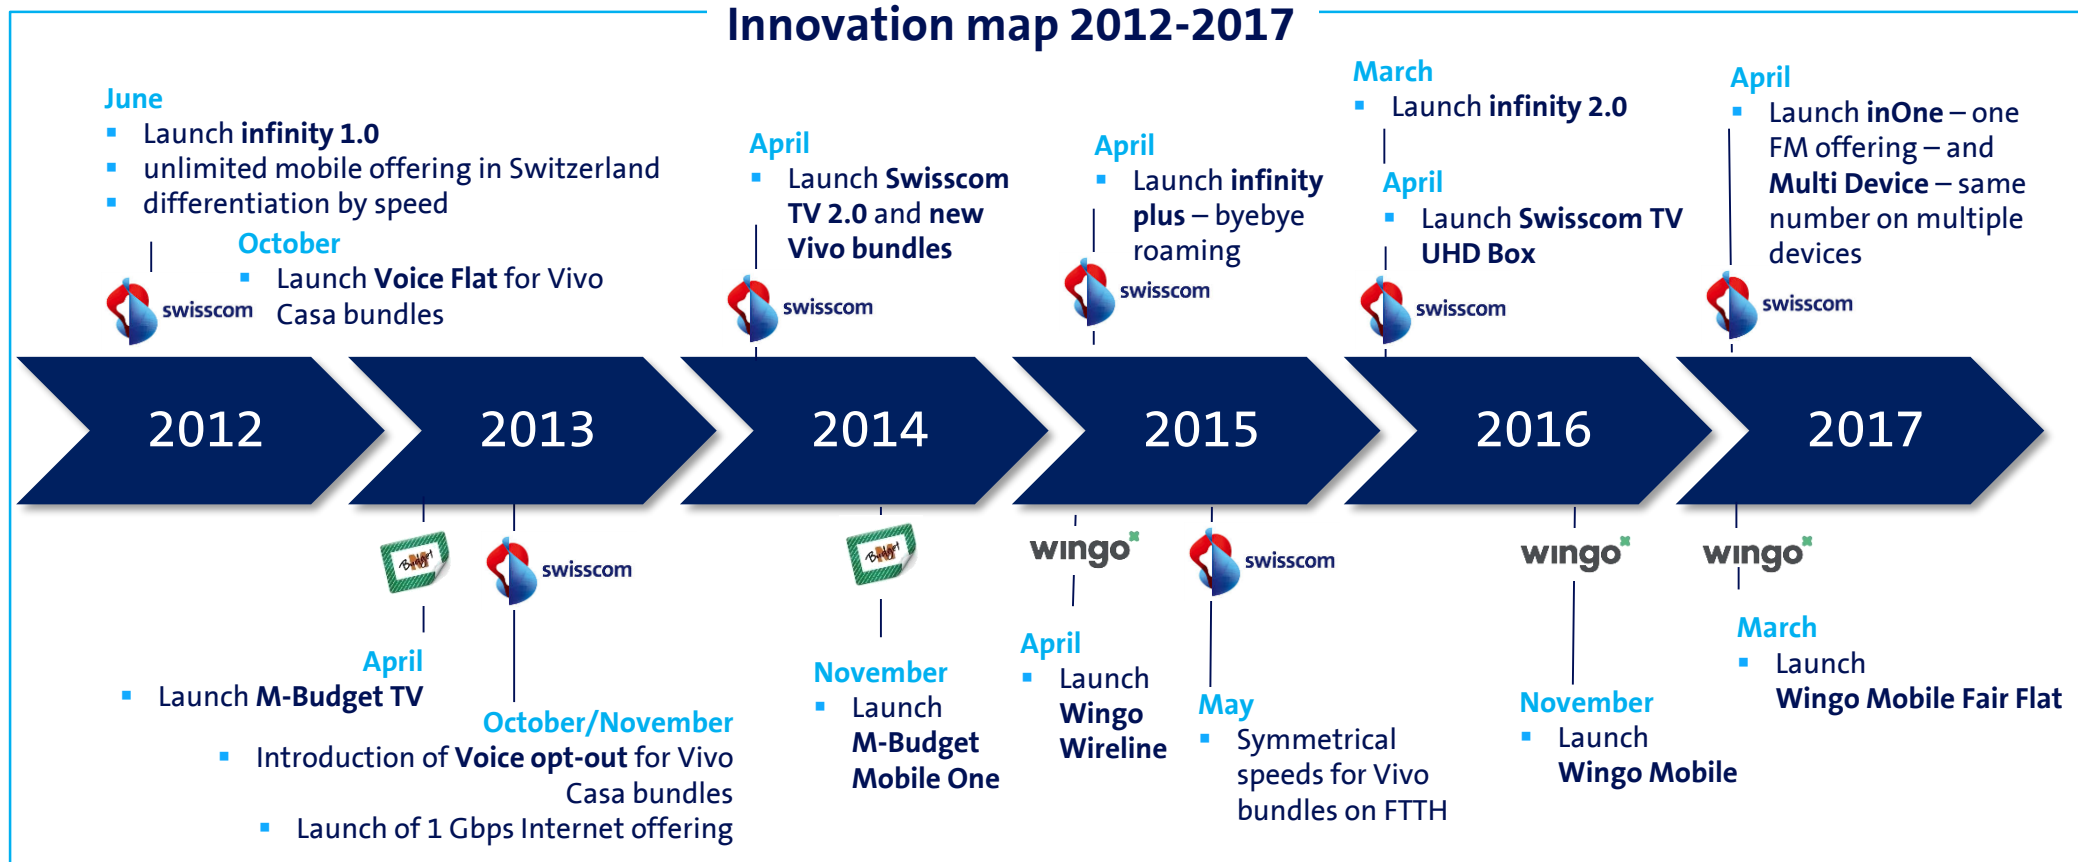 Innovation map 2012-2017
June
▪ Launch infinity 1.0
▪ unlimited mobile offering in Switzerland
▪ differentiation by speed
swisscom
October
▪ Launch Voice Flat for Vivo
Casa bundles
April
▪ Launch Swisscom
TV 2.0 and new
Vivo bundles
swisscom
April
▪ Launch infinity
plus – byebye
roaming
swisscom
March
▪ Launch infinity 2.0
April
▪ Launch Swisscom TV
UHD Box
swisscom
April
▪ Launch inOne – one
FM offering – and
Multi Device – same
number on multiple
devices
swisscom
2012
2013
2014
2015
2016
2017
M Budget
April
▪ Launch M-Budget TV
swisscom
October/November
▪ Introduction of Voice opt-out for Vivo
Casa bundles
▪ Launch of 1 Gbps Internet offering
M Budget
November
▪ Launch
M-Budget
Mobile One
wingo
April
▪ Launch
Wingo
Wireline
swisscom
May
▪ Symmetrical
speeds for Vivo
bundles on FTTH
wingo
November
▪ Launch
Wingo Mobile
wingo
March
▪ Launch
Wingo Mobile Fair Flat